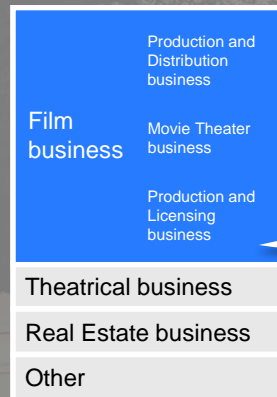 Film
business
Production and
Distribution
business
Movie Theater
business
Production and
Licensing
business
Theatrical business
Real Estate business
Other